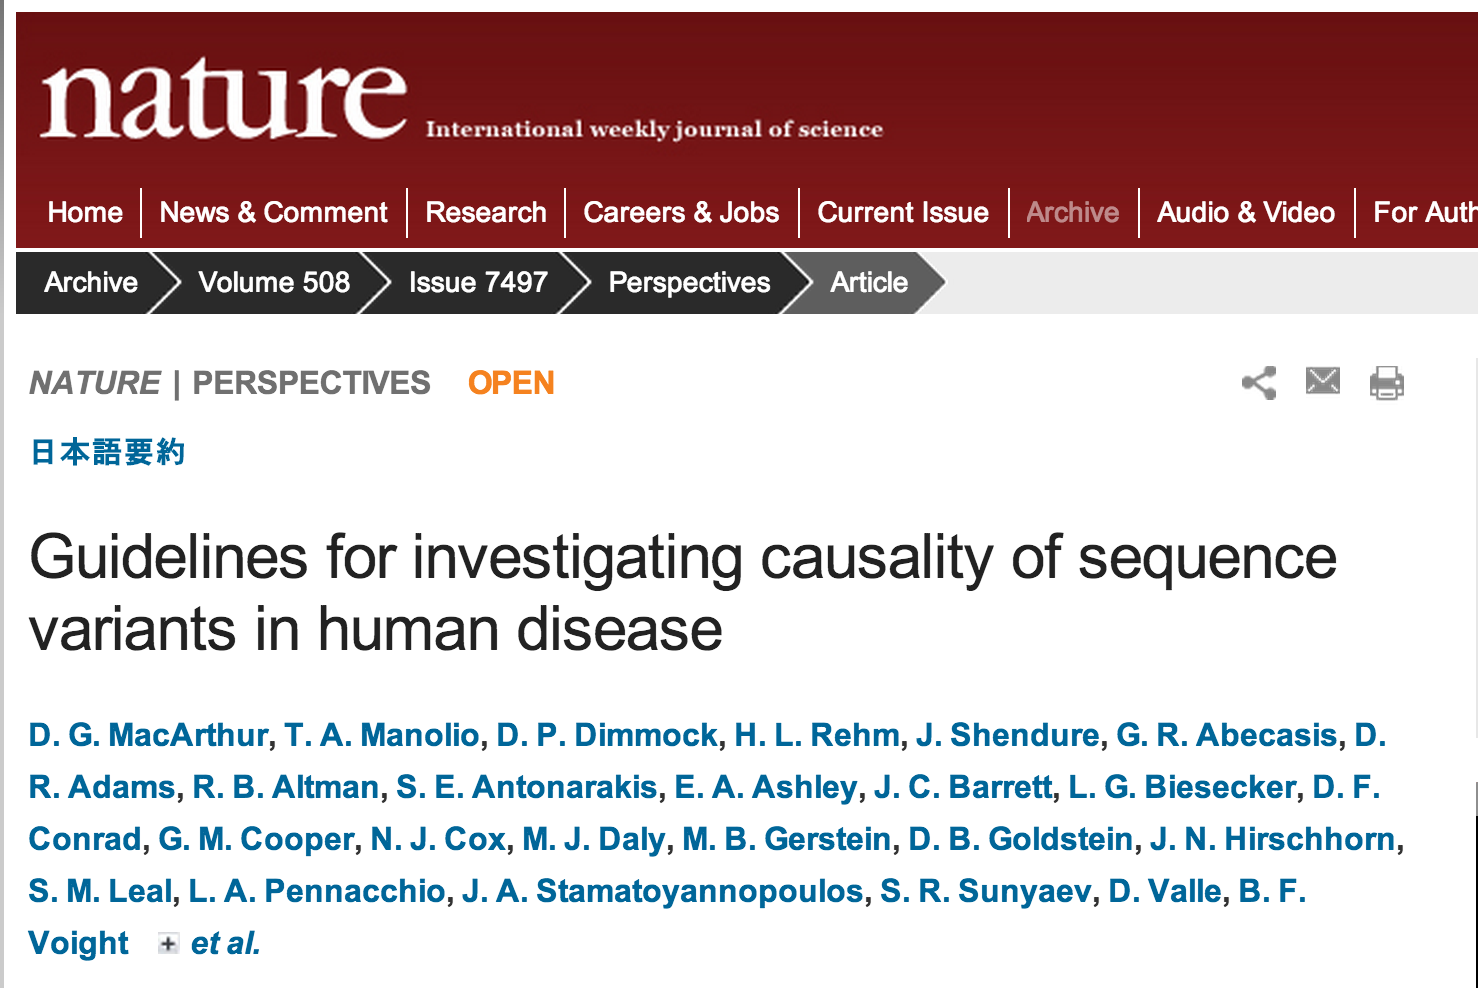 nature International weekly journal of science
Home News & Comment Research Careers & Jobs Current Issue Archive Audio & Video For Auth
Archive Volume 508 Issue 7497 Perspectives Article
NATURE | PERSPECTIVES OPEN
日本語要約
Guidelines for investigating causality of sequence
variants in human disease
D. G. MacArthur, T. A. Manolio, D. P. Dimmock, H. L. Rehm, J. Shendure, G. R. Abecasis, D.
R. Adams, R. B. Altman, S. E. Antonarakis, E. A. Ashley, J. C. Barrett, L. G. Biesecker, D. F.
Conrad, G. M. Cooper, N. J. Cox, M. J. Daly, M. B. Gerstein, D. B. Goldstein, J. N. Hirschhorn,
S. M. Leal, L. A. Pennacchio, J. A. Stamatoyannopoulos, S. R. Sunyaev, D. Valle, B. F.
Voight et al.